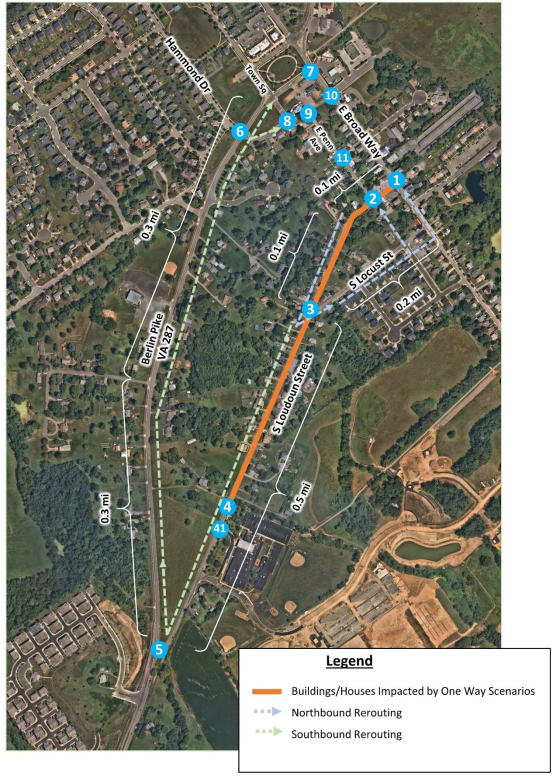 Hammond Dr
Town Sq
7
10
E Broad Way
9
8
6
E Penn
Ave
11
0.1 mi
1
2
0.3 mi
0.1 mi
S Locust St
0.2 mi
3
Berlin Pike
VA 287
S Loudoun Street
0.3 mi
0.5 mi
4
41
5
Legend
Buildings/Houses Impacted by One Way Scenarios
Northbound Rerouting
Southbound Rerouting